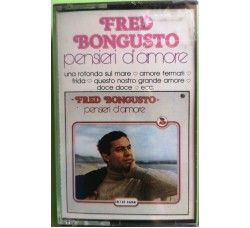 FRED
BONGUSTO
pensieri d'amore
una rotonda sul mare ♡ amore fermati ♡
frida ♡ questo nostro grande amore ♡
doce doce ♡ ecc.
•FRED BONGUSTO•
pensieri d'amore